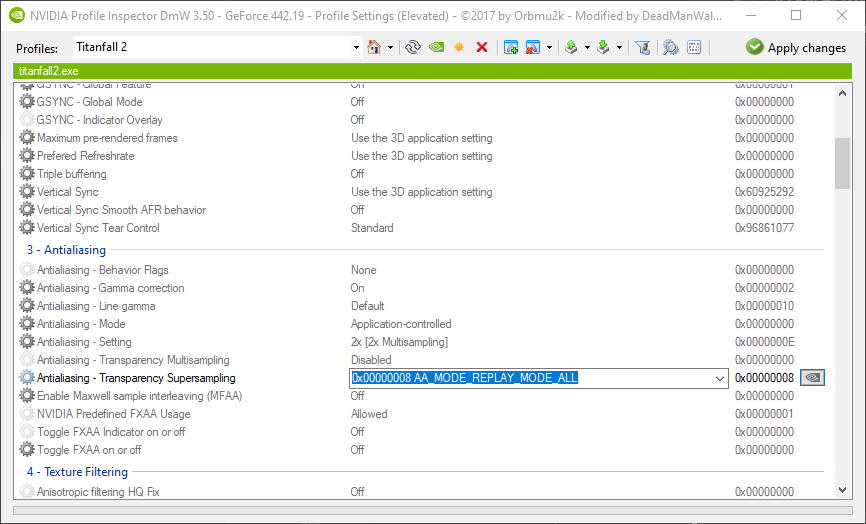 NVIDIA Profile Inspector DmW 3.50 - GeForce 442.19 - Profile Settings (Elevated) - ©2017 by Orbmu2k - Modified by DeadManWal...
Profiles: Titanfall 2 Apply changes
titanfall2.exe
GSYNC - Global Feature On 0x00000001
GSYNC - Global Mode Off 0x00000000
GSYNC - Indicator Overlay Off 0x00000000
Maximum pre-rendered frames Use the 3D application setting 0x00000000
Prefered Refreshrate Use the 3D application setting 0x00000000
Triple buffering Off 0x00000000
Vertical Sync Use the 3D application setting 0x60925292
Vertical Sync Smooth AFR behavior Off 0x00000000
Vertical Sync Tear Control Standard 0x96861077
3 - Antialiasing
Antialiasing - Behavior Flags None 0x00000000
Antialiasing - Gamma correction On 0x00000002
Antialiasing - Line gamma Default 0x00000010
Antialiasing - Mode Application-controlled 0x00000000
Antialiasing - Setting 2x [2x Multisampling] 0x0000000E
Antialiasing - Transparency Multisampling Disabled 0x00000000
Antialiasing - Transparency Supersampling 0x00000008 AA_MODE_REPLAY_MODE_ALL 0x00000008
Enable Maxwell sample interleaving (MFAA) Off 0x00000000
NVIDIA Predefined FXAA Usage Allowed 0x00000001
Toggle FXAA Indicator on or off Off 0x00000000
Toggle FXAA on or off Off 0x00000000
4 - Texture Filtering
Anisotropic filtering HQ Fix Off 0x00000000